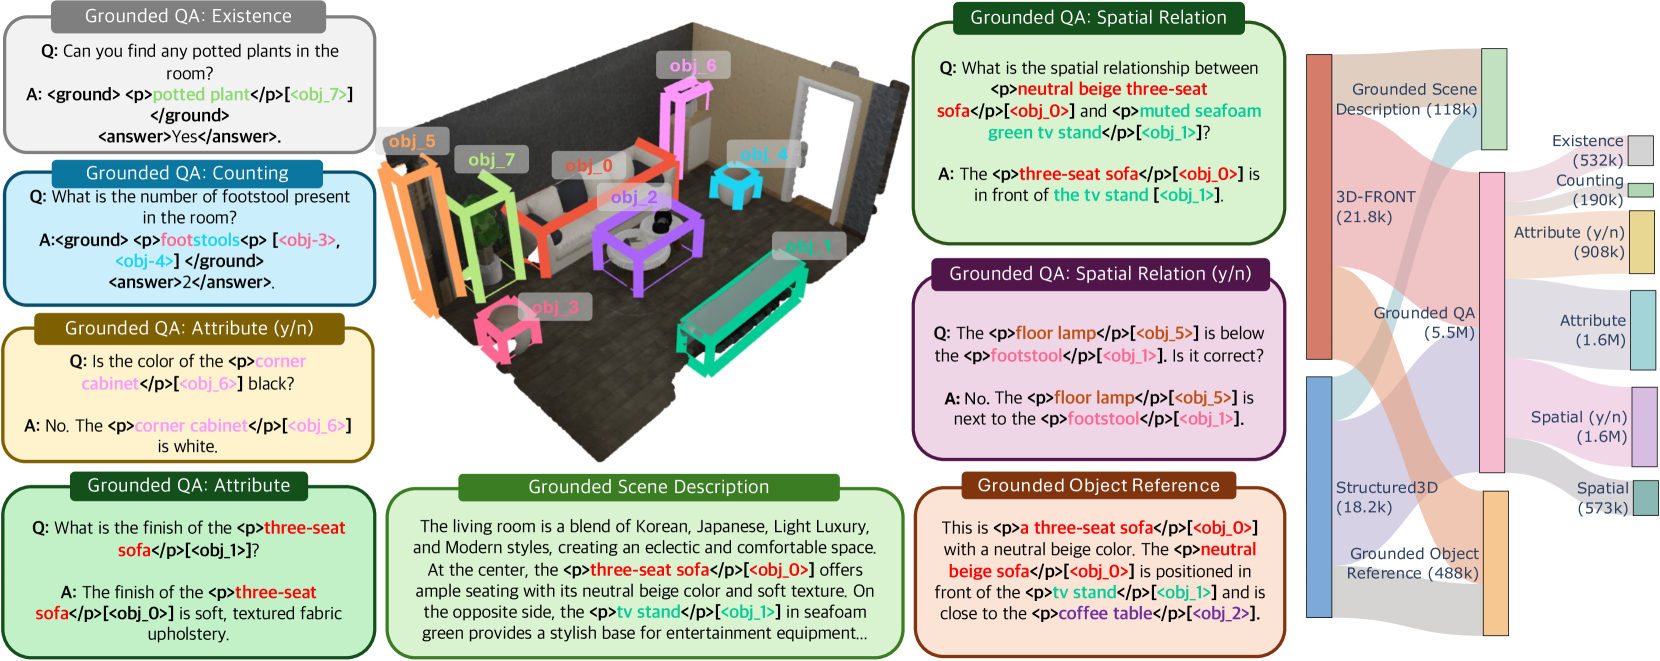 Grounded QA: Existence
Q: Can you find any potted plants in the
room?
A: <ground> <p>potted plant</p>[<obj_7>]
</ground>
<answer>Yes</answer>.
Grounded QA: Counting
Q: What is the number of footstool present
in the room?
A:<ground> <p>footstools<p> [<obj-3>,
<obj-4>] </ground>
<answer>2</answer>.
Grounded QA: Attribute (y/n)
Q: Is the color of the <p>corner
cabinet</p>[<obj_6>] black?
A: No. The <p>corner cabinet</p>[<obj_6>]
is white.
Grounded QA: Attribute
Q: What is the finish of the <p>three-seat
sofa</p>[<obj_1>]?
A: The finish of the <p>three-seat
sofa</p>[<obj_0>] is soft, textured fabric
upholstery.
obj_6
obj_5
obj_7
obj_0
obj_4
obj_2
obj_1
obj_3
Grounded Scene Description
The living room is a blend of Korean, Japanese, Light Luxury,
and Modern styles, creating an eclectic and comfortable space.
At the center, the <p>three-seat sofa</p>[<obj_0>] offers
ample seating with its neutral beige color and soft texture. On
the opposite side, the <p>tv stand</p>[<obj_1>] in seafoam
green provides a stylish base for entertainment equipment...
Grounded QA: Spatial Relation
Q: What is the spatial relationship between
<p>neutral beige three-seat
sofa</p>[<obj_0>] and <p>muted seafoam
green tv stand</p>[<obj_1>]?
A: The <p>three-seat sofa</p>[<obj_0>] is
in front of the tv stand [<obj_1>].
Grounded QA: Spatial Relation (y/n)
Q: The <p>floor lamp</p>[<obj_5>] is below
the <p>footstool</p>[<obj_1>]. Is it correct?
A: No. The <p>floor lamp</p>[<obj_5>] is
next to the <p>footstool</p>[<obj_1>].
Grounded Object Reference
This is <p>a three-seat sofa</p>[<obj_0>]
with a neutral beige color. The <p>neutral
beige sofa</p>[<obj_0>] is positioned in
front of the <p>tv stand</p>[<obj_1>] and is
close to the <p>coffee table</p>[<obj_2>].
3D-FRONT
(21.8k)
Structured3D
(18.2k)
Grounded Scene
Description (118k)
Grounded QA
(5.5M)
Grounded Object
Reference (488k)
Existence
(532k)
Counting
(190k)
Attribute (y/n)
(908k)
Attribute
(1.6M)
Spatial (y/n)
(1.6M)
Spatial
(573k)